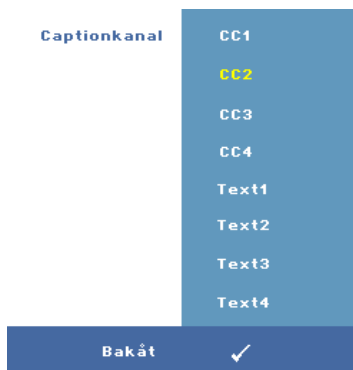 Captionkanal CC1
CC2
CC3
CC4
Text1
Text2
Text3
Text4
Bakåt ✓